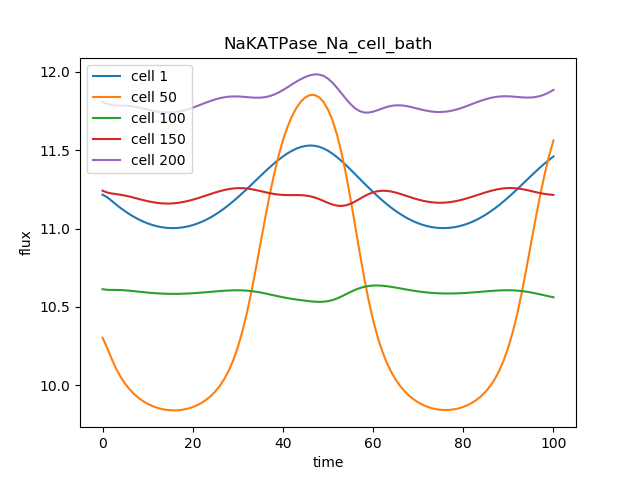 NaKATPase_Na_cell_bath
cell 1
cell 50
cell 100
cell 150
cell 200
12.0
11.5
11.0
10.5
10.0
flux
0 20 40 60 80 100
time